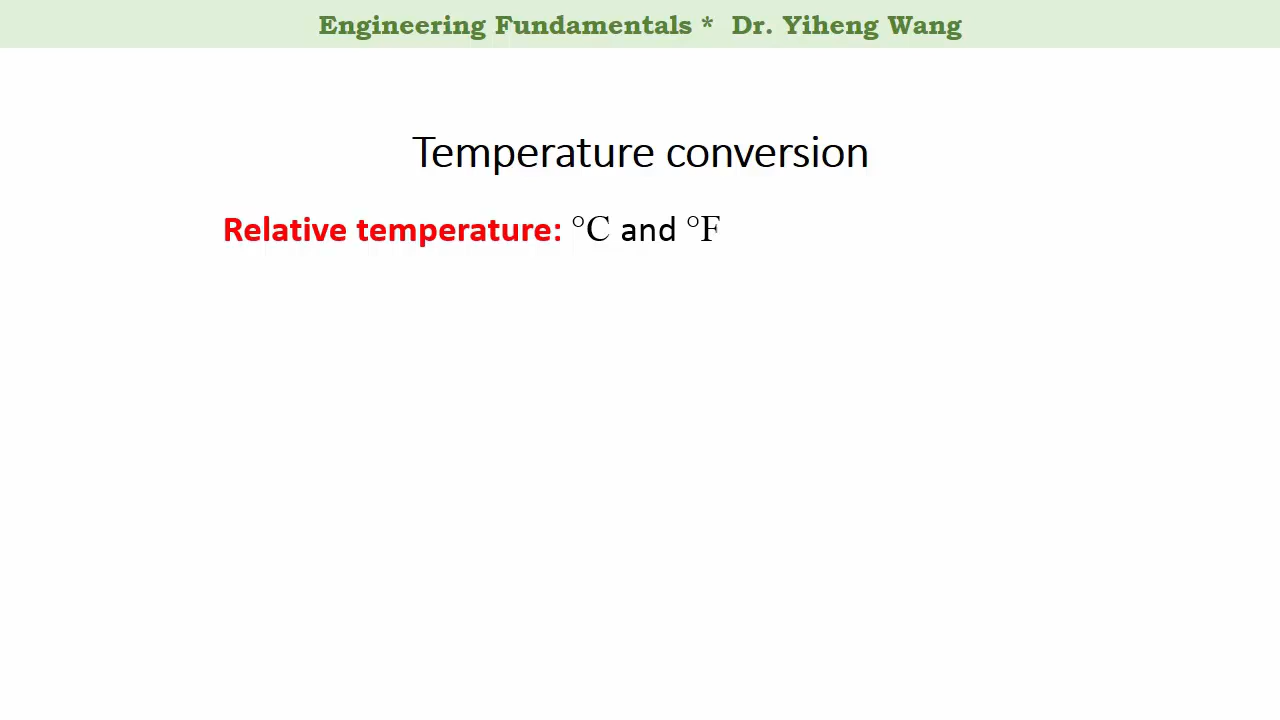 Engineering Fundamentals * Dr. Yiheng Wang
Temperature conversion
Relative temperature: °C and °F